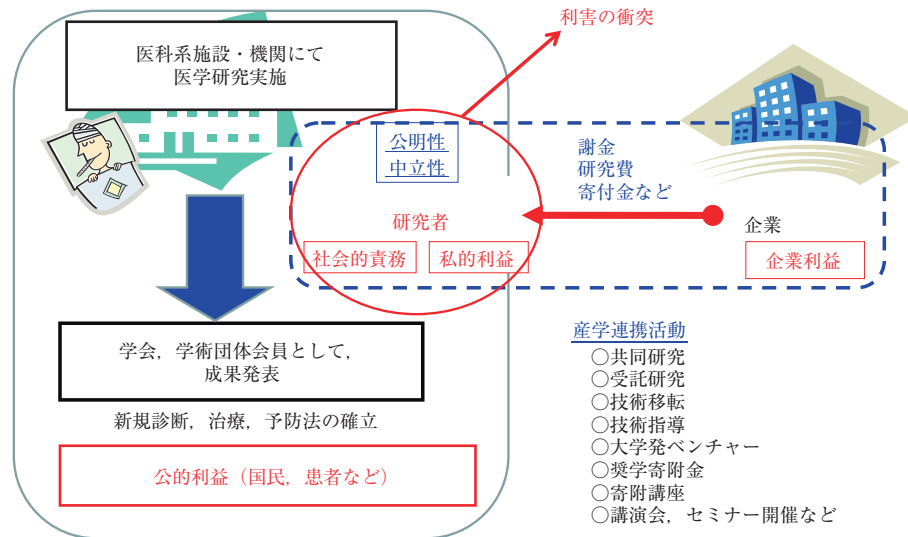 利害の衝突
医科系施設・機関にて
医学研究実施
公明性
中立性
謝金
研究費
寄付金など
研究者
社会的責務
私的利益
企業
企業利益
学会，学術団体会員として，
成果発表
新規診断，治療，予防法の確立
公的利益（国民，患者など）
産学連携活動
○共同研究
○受託研究
○技術移転
○技術指導
○大学発ベンチャー
○奨学寄附金
○寄附講座
○講演会，セミナー開催など